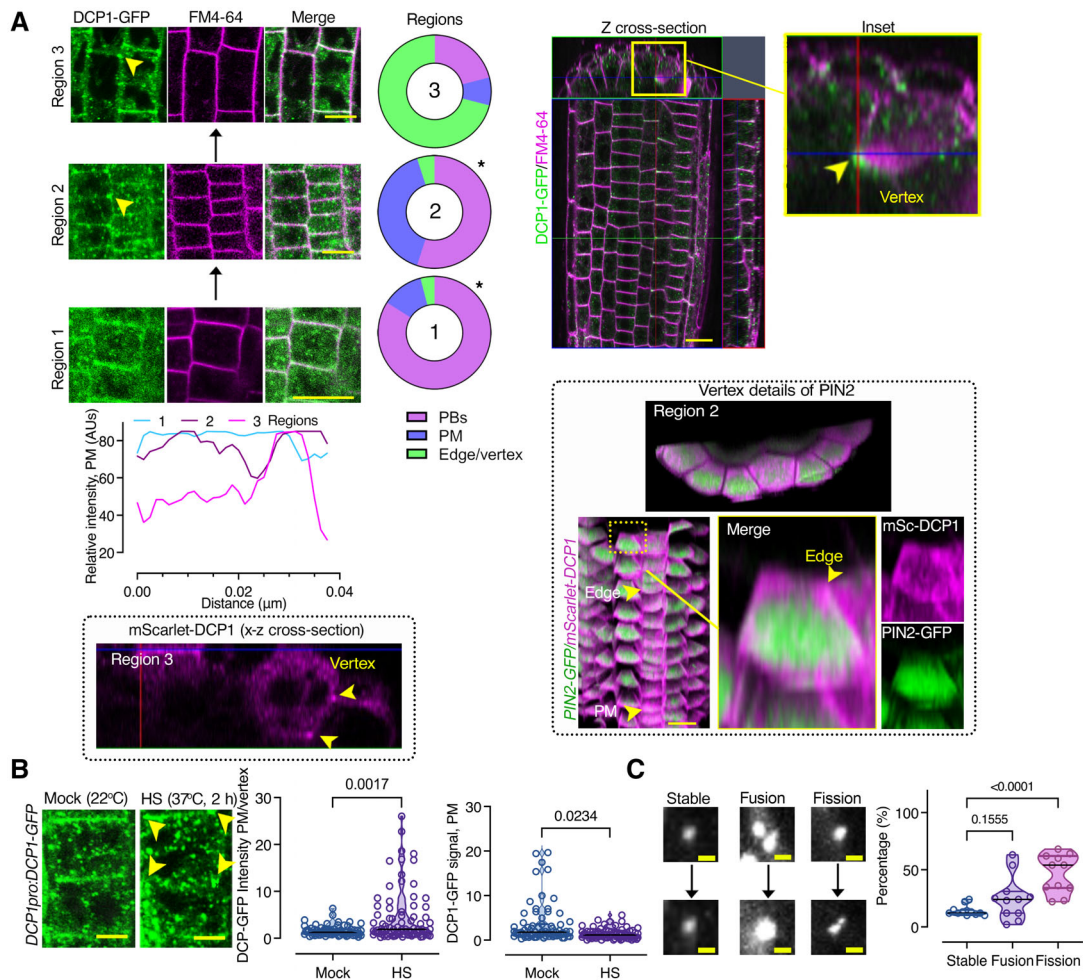 A
DCP1-GFP
FM4-64
Merge
Regions
Region 3
3
Region 2
2
*
Region 1
1
*
PBs
PM
Edge/vertex
Z cross-section
Inset
DCP1-GFP/FM4-64
Vertex
1
2
3
Regions
Relative intensity, PM (AUs)
80
60
40
20
0.00
0.02
0.04
Distance (μm)
mScarlet-DCP1 (x-z cross-section)
Region 3
Vertex
Vertex details of PIN2
Region 2
PIN2-GFP/mScarlet-DCP1
Edge
PM
Merge
Edge
mSc-DCP1
PIN2-GFP
B
Mock (22ºC)
HS (37ºC, 2 h)
DCP1pro:DCP1-GFP
DCP-GFP Intensity PM/vertex
0.0017
30
20
10
0
Mock
HS
DCP1-GFP signal, PM
0.0234
30
20
10
0
Mock
HS
C
Stable
Fusion
Fission
Percentage (%)
<0.0001
0.1555
100
50
0
Stable
Fusion
Fission